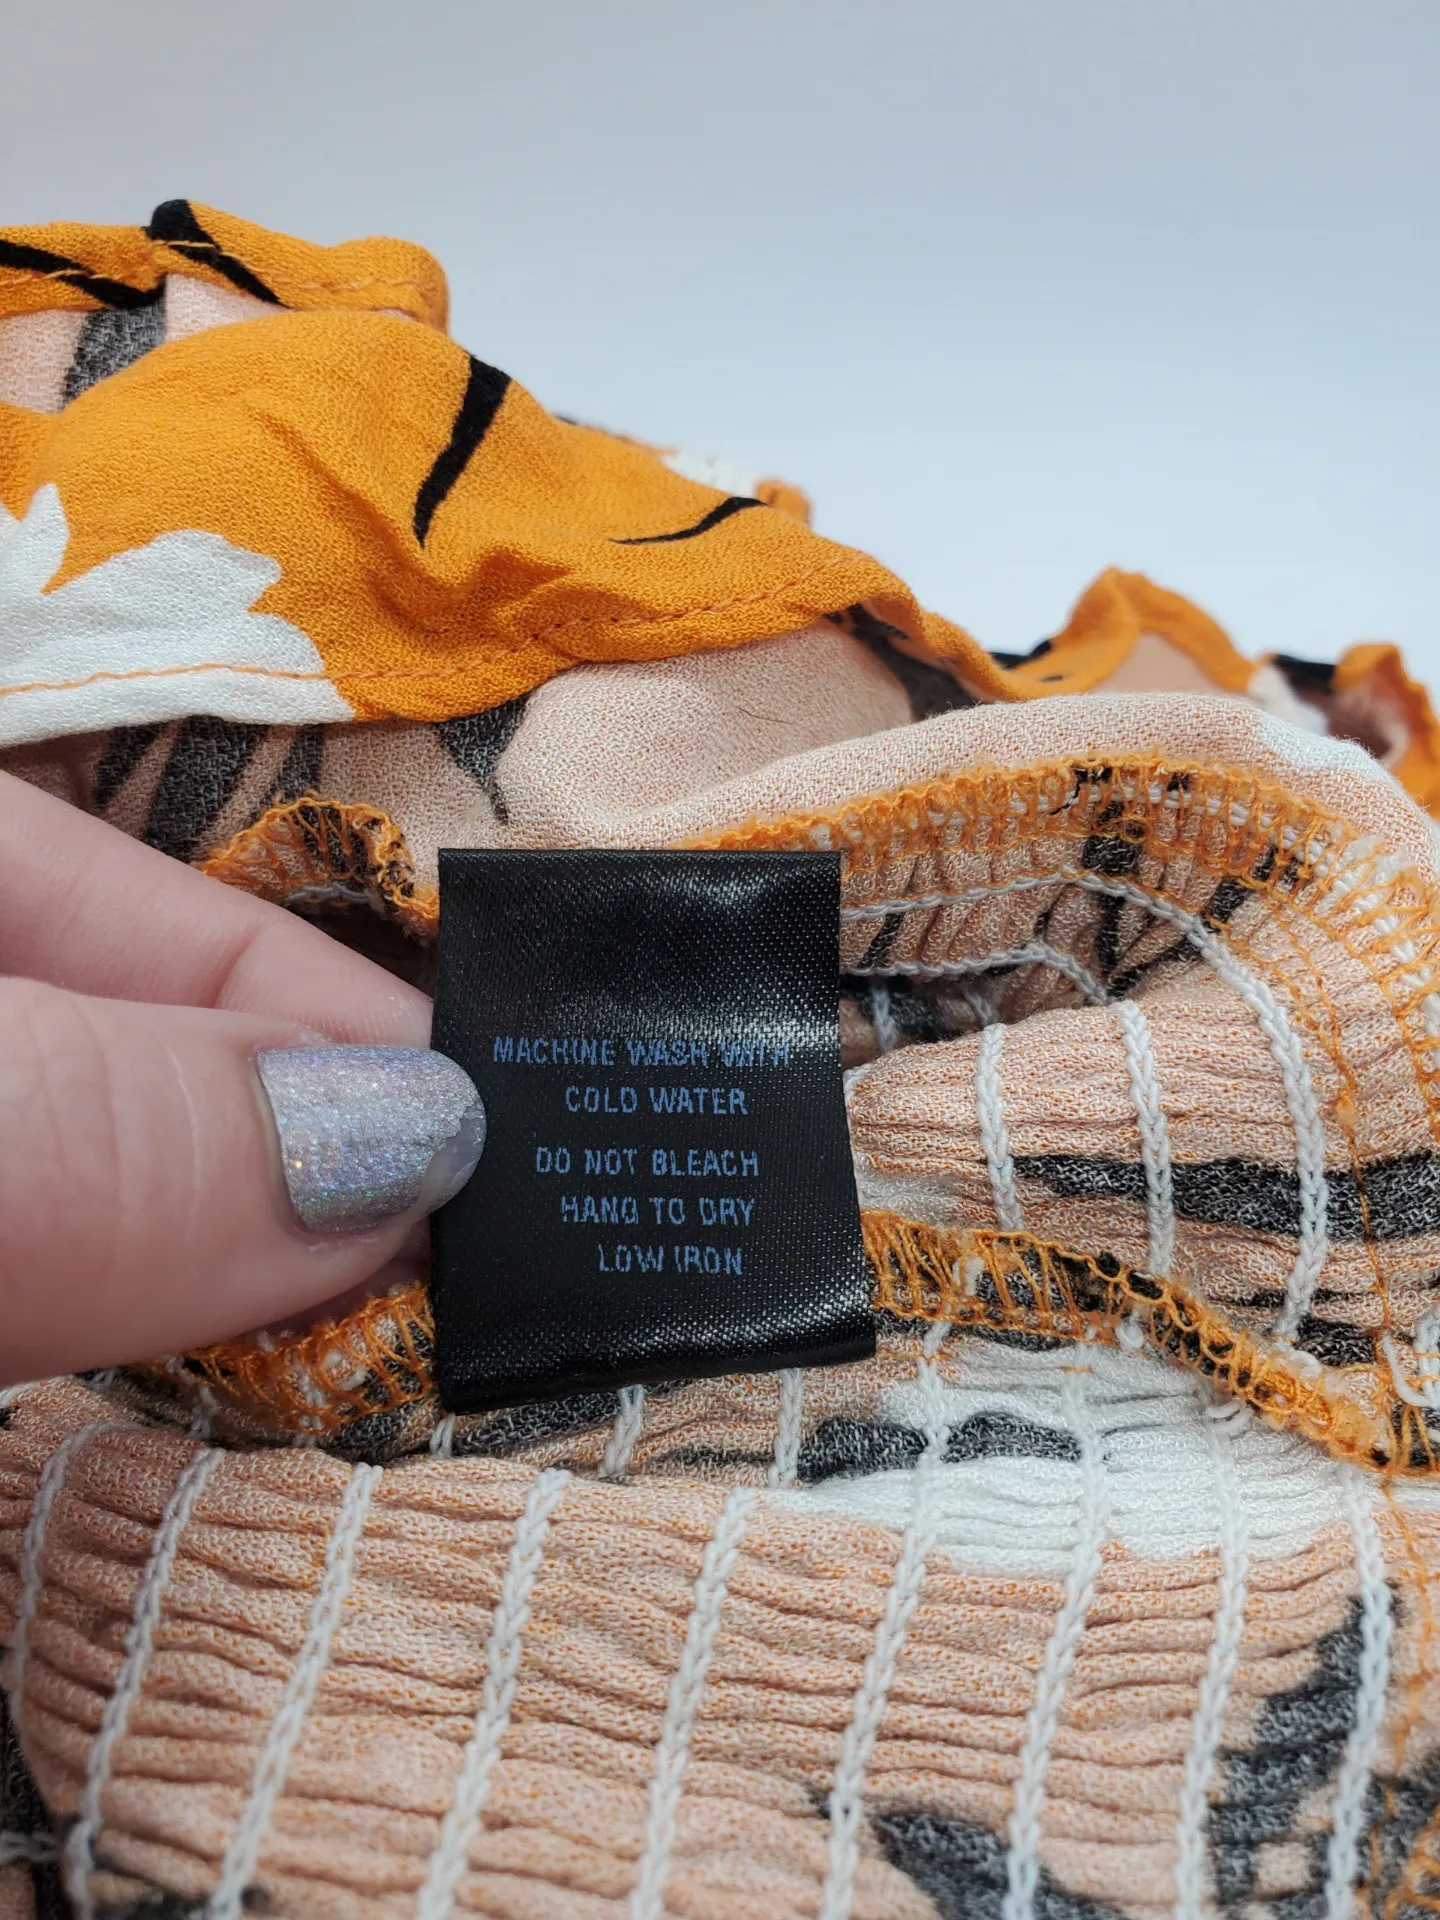 MACHINE WASH WITH
COLD WATER
DO NOT BLEACH
HANG TO DRY
LOW IRON